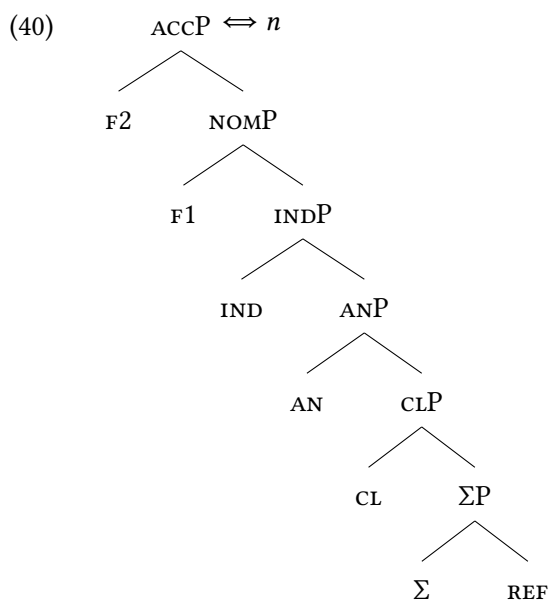 (40) ACCP ⇔ n
F2 NOMP
F1 INDP
IND ANP
AN CLP
CL ΣP
Σ REF